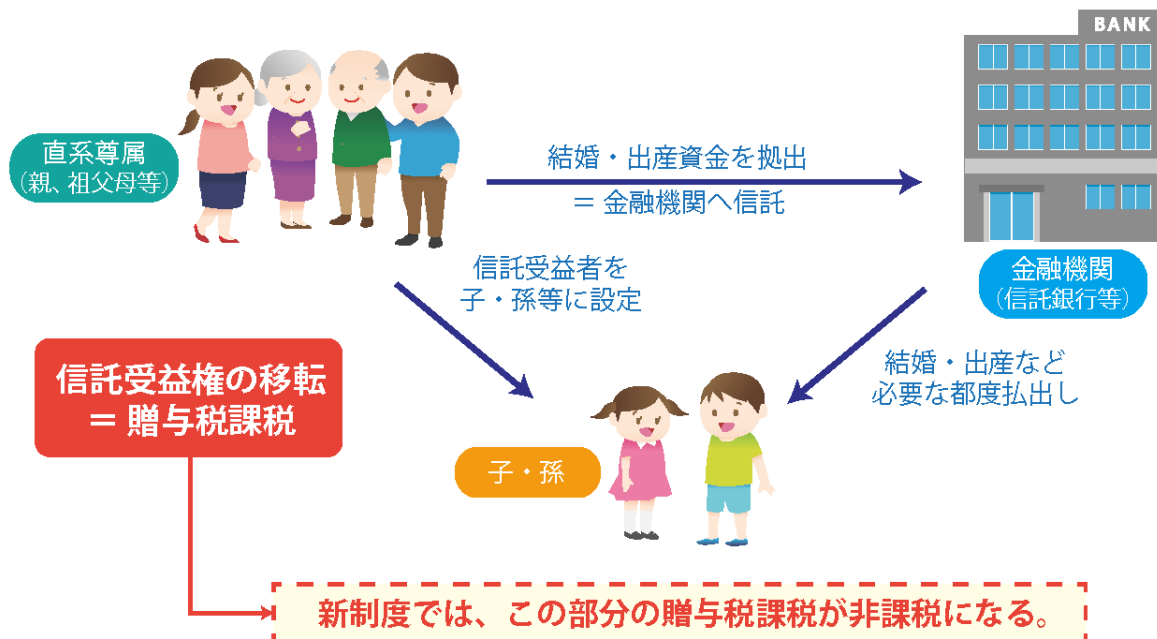 BANK
直系尊属
(親、祖父母等)
結婚・出産資金を拠出
= 金融機関へ信託
金融機関
(信託銀行等)
信託受益者を
子・孫等に設定
結婚・出産など
必要な都度払出し
信託受益権の移転
= 贈与税課税
子・孫
新制度では、この部分の贈与税課税が非課税になる。